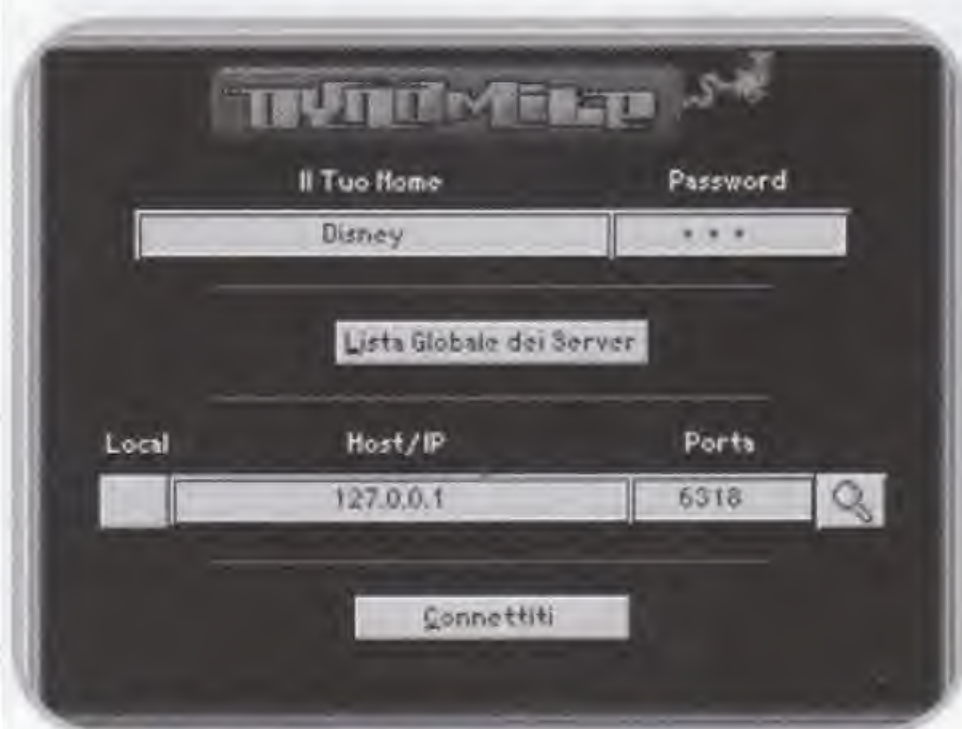 DYNOMITE
Il Tuo Nome Password
Disney * * *
Lista Globale dei Server
Local Host/IP Porta
127.0.0.1 6318
Connettiti